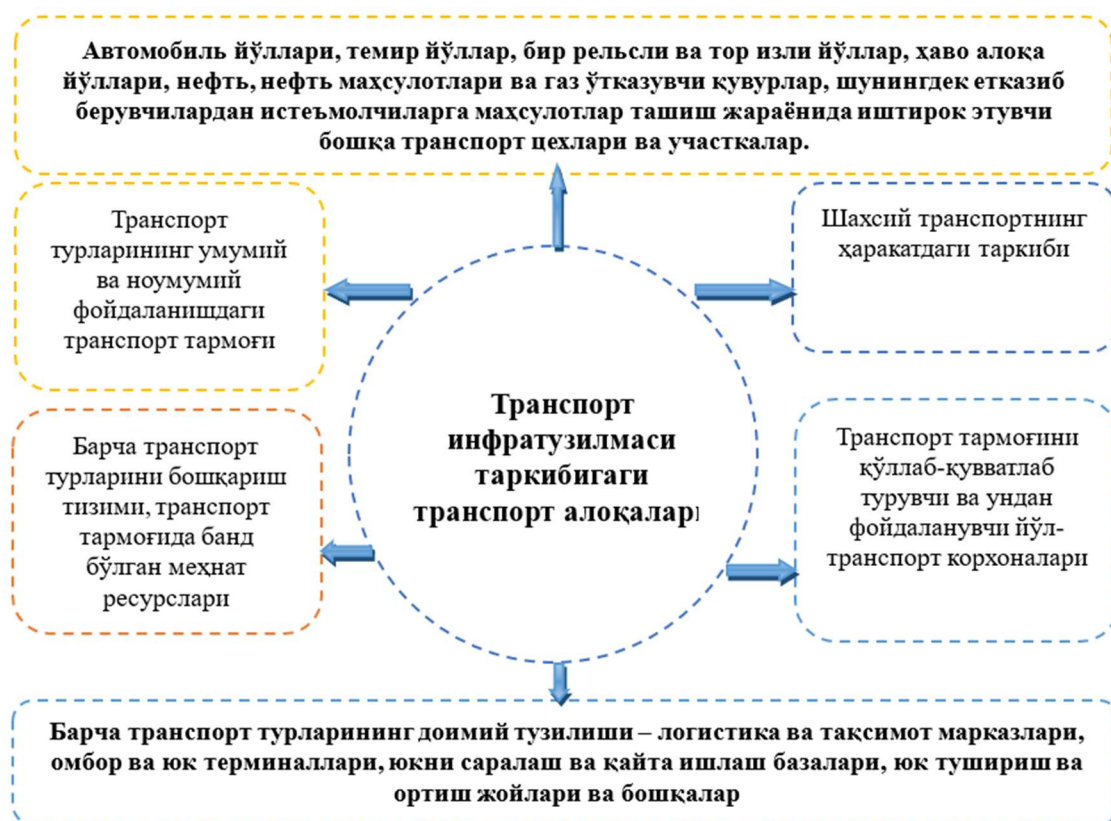 Автомобиль йўллари, темир йўллар, бир рельсли ва тор изли йўллар, ҳаво алоқа
йўллари, нефть, нефть маҳсулотлари ва газ ўтказувчи қувурлар, шунингдек етказиб
берувчилардан истеъмолчиларга маҳсулотлар ташиш жараёнида иштирок этувчи
бошқа транспорт цехлари ва участкалар.
Транспорт
турларининг умумий
ва ноумумий
фойдаланишдаги
транспорт тармоғи
Шахсий транспортнинг
ҳаракатдаги таркиби
Транспорт
инфратузилмаси
таркибигаги
транспорт алоқалари
Барча транспорт
турларини бошқариш
тизими, транспорт
тармоғида банд
бўлган меҳнат
ресурслари
Транспорт тармоғини
қўллаб-қувватлаб
турувчи ва ундан
фойдаланувчи йўл-
транспорт корхоналари
Барча транспорт турларининг доимий тузилиши – логистика ва тақсимот марказлари,
омбор ва юк терминаллари, юкни саралаш ва қайта ишлаш базалари, юк тушириш ва
ортиш жойлари ва бошқалар